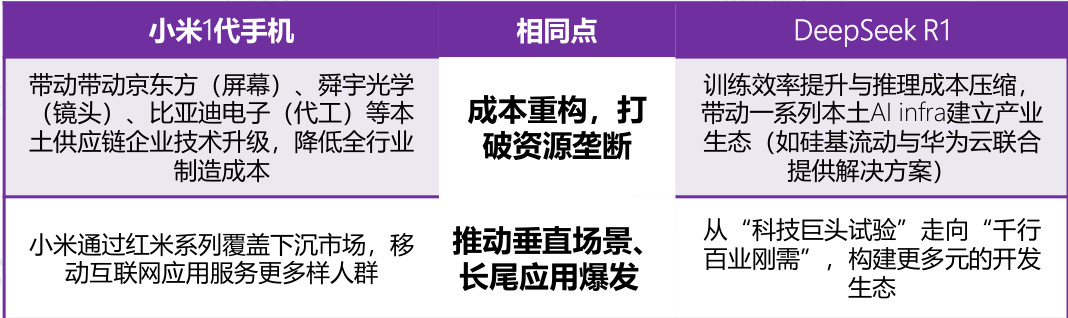 小米1代手机
相同点
DeepSeek R1
带动带动京东方（屏幕）、舜宇光学
（镜头）、比亚迪电子（代工）等本
土供应链企业技术升级，降低全行业
制造成本
成本重构，打
破资源垄断
训练效率提升与推理成本压缩，
带动一系列本土AI infra建立产业
生态（如硅基流动与华为云联合
提供解决方案）
小米通过红米系列覆盖下沉市场，移
动互联网应用服务更多样人群
推动垂直场景、
长尾应用爆发
从“科技巨头试验”走向“千行
百业刚需”，构建更多元的开发
生态